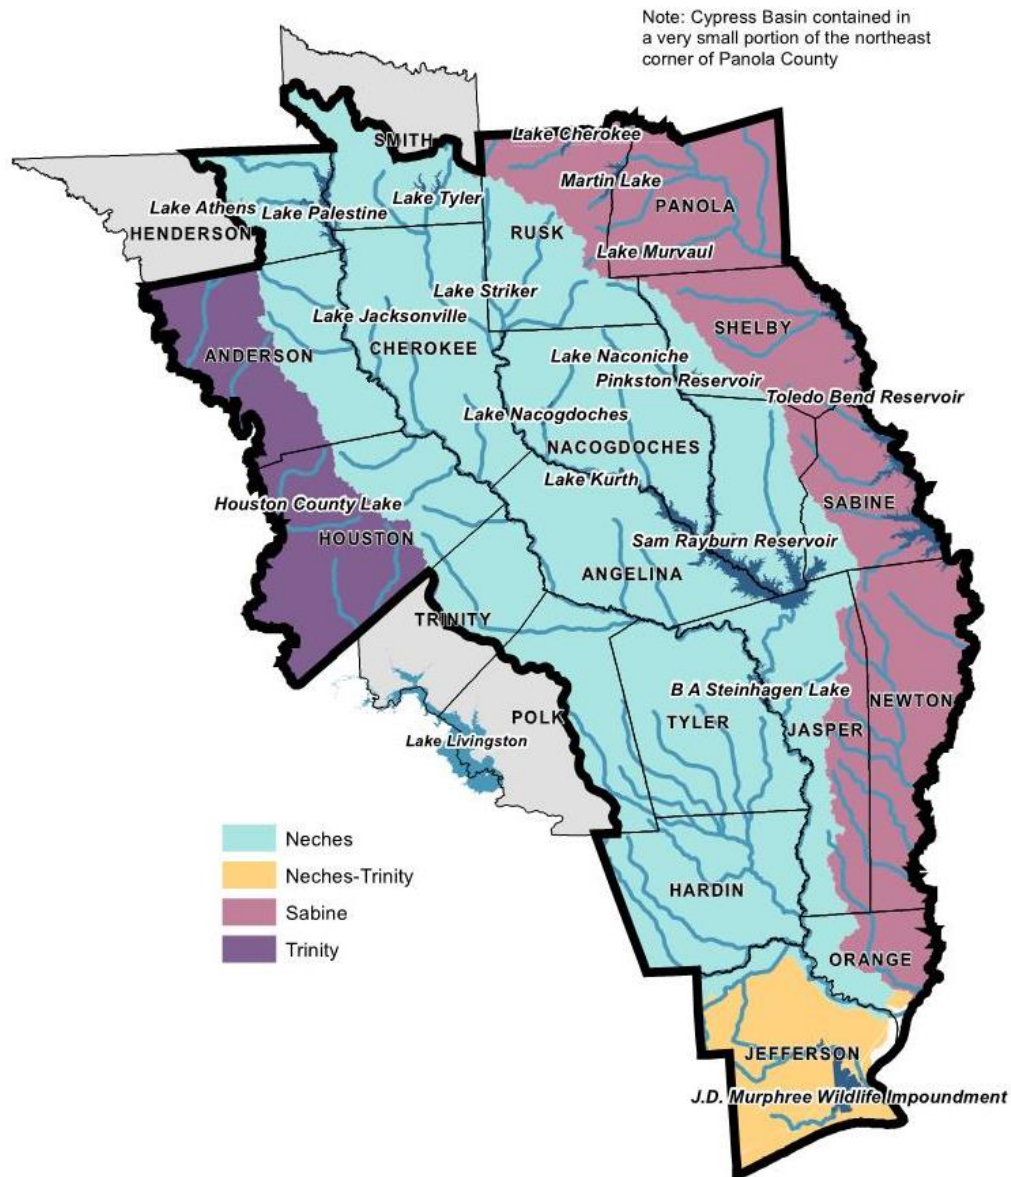 Note: Cypress Basin contained in
a very small portion of the northeast
corner of Panola County
SMITH
Lake Cherokee
Martin Lake
PANOLA
Lake Tyler
Lake Athens
Lake Palestine
HENDERSON
RUSK
Lake Murvaul
Lake Striker
Lake Jacksonville
SHELBY
ANDERSON
CHEROKEE
Lake Naconiche
Pinkston Reservoir
Toledo Bend Reservoir
Lake Nacogdoches
NACOGDOCHES
Lake Kurth
Houston County Lake
SABINE
HOUSTON
Sam Rayburn Reservoir
ANGELINA
TRINITY
B A Steinhagen Lake
NEWTON
POLK
TYLER
JASPER
Lake Livingston
Neches
Neches-Trinity
Sabine
Trinity
HARDIN
ORANGE
JEFFERSON
J.D. Murphree Wildlife Impoundment